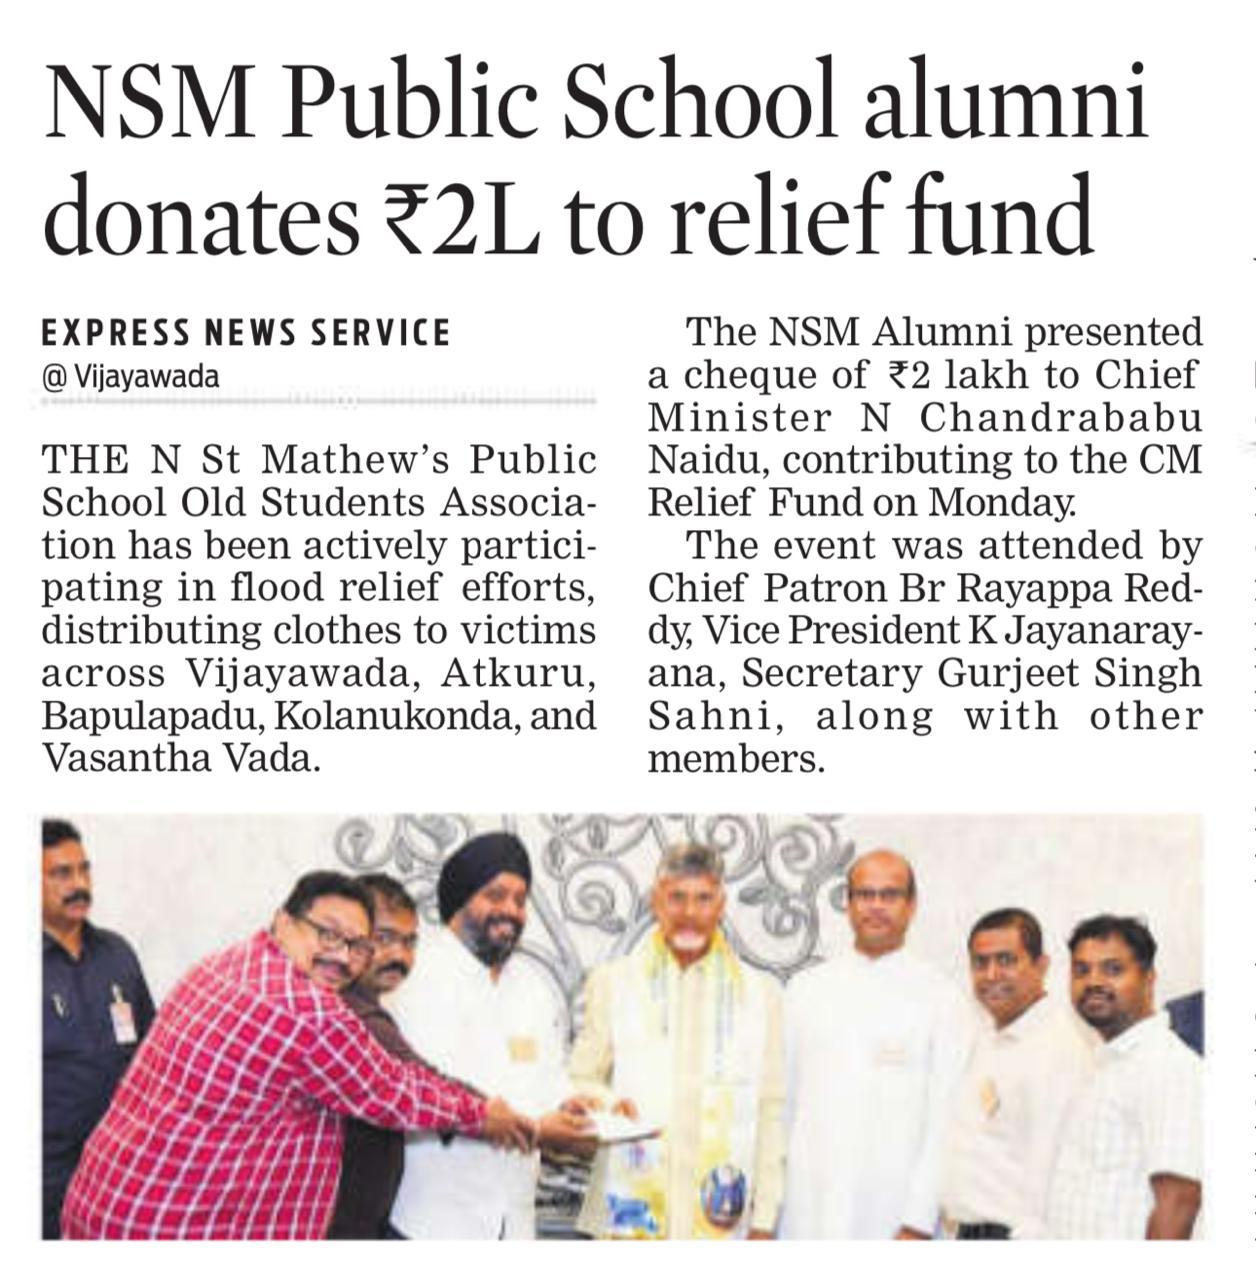 NSM Public School alumni
donates ₹2L to relief fund
EXPRESS NEWS SERVICE
@ Vijayawada
THE N St Mathew's Public
School Old Students Associa-
tion has been actively partici-
pating in flood relief efforts,
distributing clothes to victims
across Vijayawada, Atkuru,
Bapulapadu, Kolanukonda, and
Vasantha Vada.
The NSM Alumni presented
a cheque of ₹2 lakh to Chief
Minister N Chandrababu
Naidu, contributing to the CM
Relief Fund on Monday.
The event was attended by
Chief Patron Br Rayappa Red-
dy, Vice President K Jayanaray-
ana, Secretary Gurjeet Singh
Sahni, along with other
members.